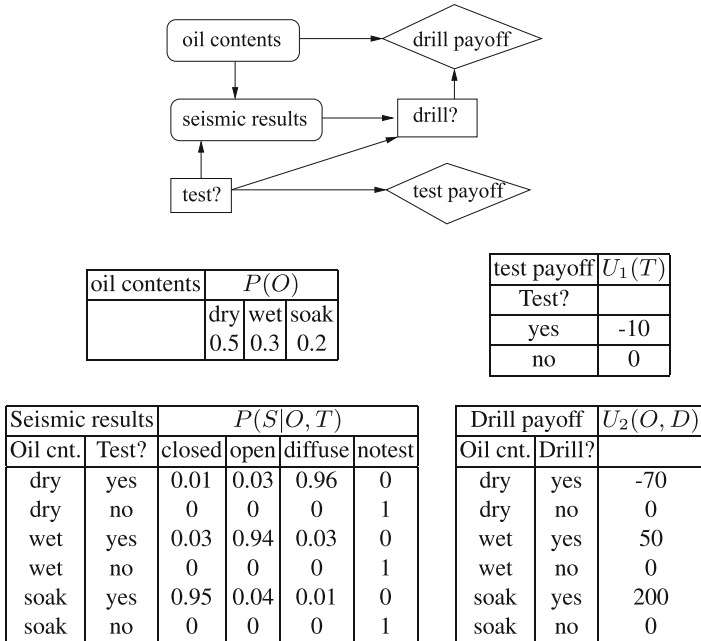 oil contents
drill payoff
seismic results
drill?
test?
test payoff
oil contents P(O)
dry wet soak
0.5 0.3 0.2
test payoff U₁(T)
Test?
yes -10
no 0
Seismic results P(S|O, T)
Oil cnt. Test? closed open diffuse notest
dry yes 0.01 0.03 0.96 0
dry no 0 0 0 1
wet yes 0.03 0.94 0.03 0
wet no 0 0 0 1
soak yes 0.95 0.04 0.01 0
soak no 0 0 0 1
Drill payoff U₂(O, D)
Oil cnt. Drill?
dry yes -70
dry no 0
wet yes 50
wet no 0
soak yes 200
soak no 0